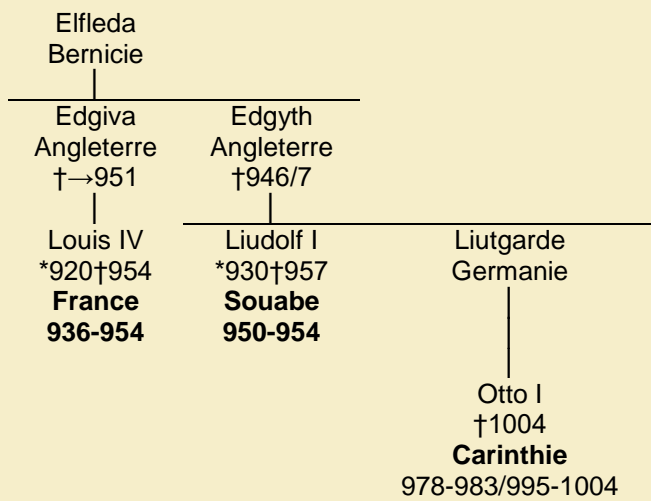 Elfleda
Bernicie
Edgiva
Angleterre
†→951
Edgyth
Angleterre
†946/7
Louis IV
*920†954
France
936-954
Liudolf I
*930†957
Souabe
950-954
Liutgarde
Germanie
Otto I
†1004
Carinthie
978-983/995-1004